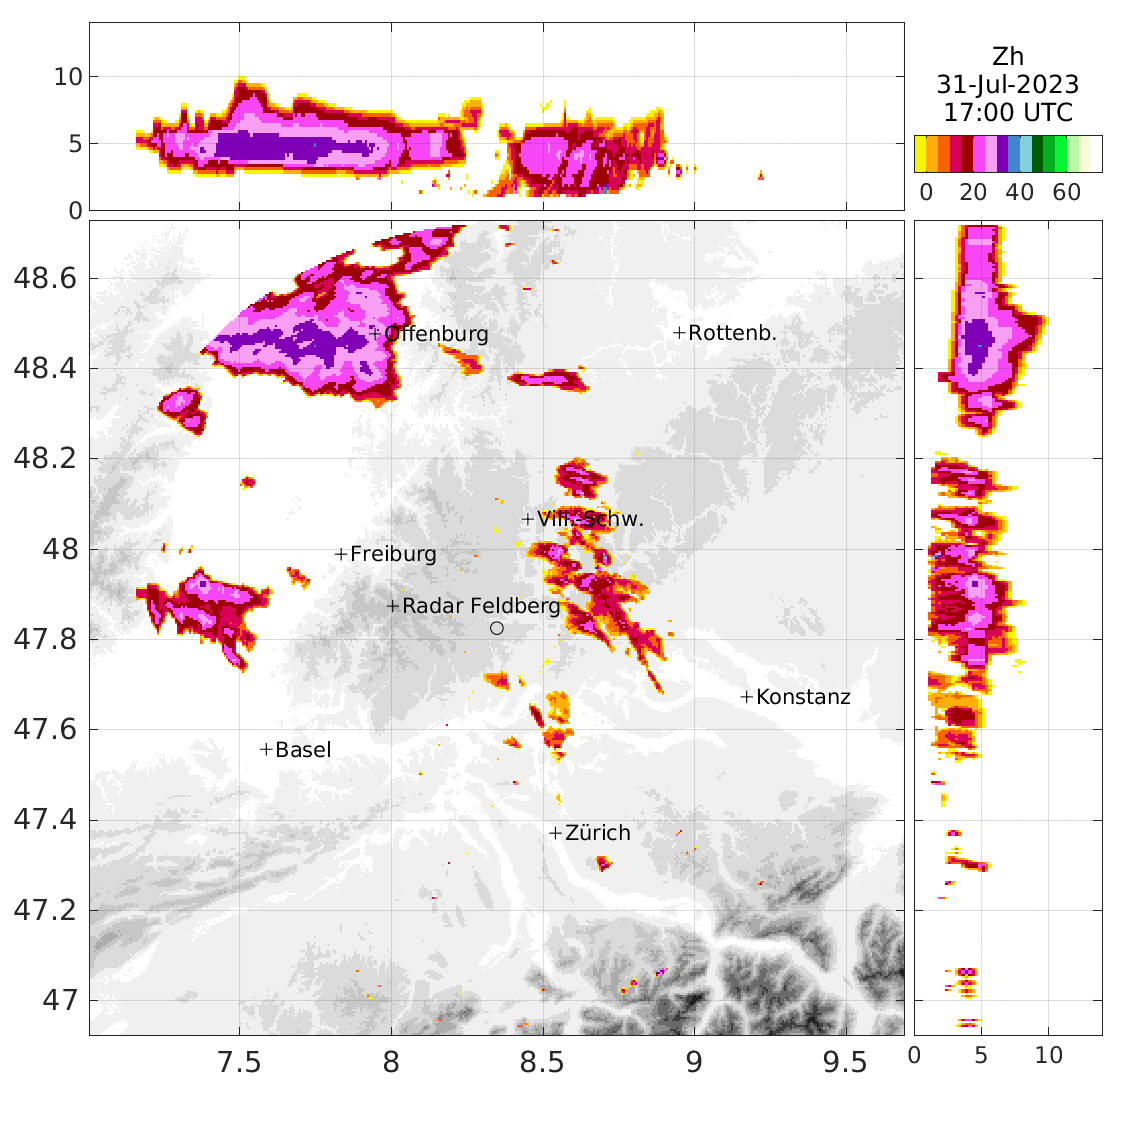 10
5
0
Zh
31-Jul-2023
17:00 UTC
0 20 40 60
48.6
48.4
48.2
48
47.8
47.6
47.4
47.2
47
+Offenburg
+Rottenb.
+Vill.-Schw.
+Freiburg
+Radar Feldberg
+Konstanz
+Basel
+Zürich
7.5 8 8.5 9 9.5
0 5 10